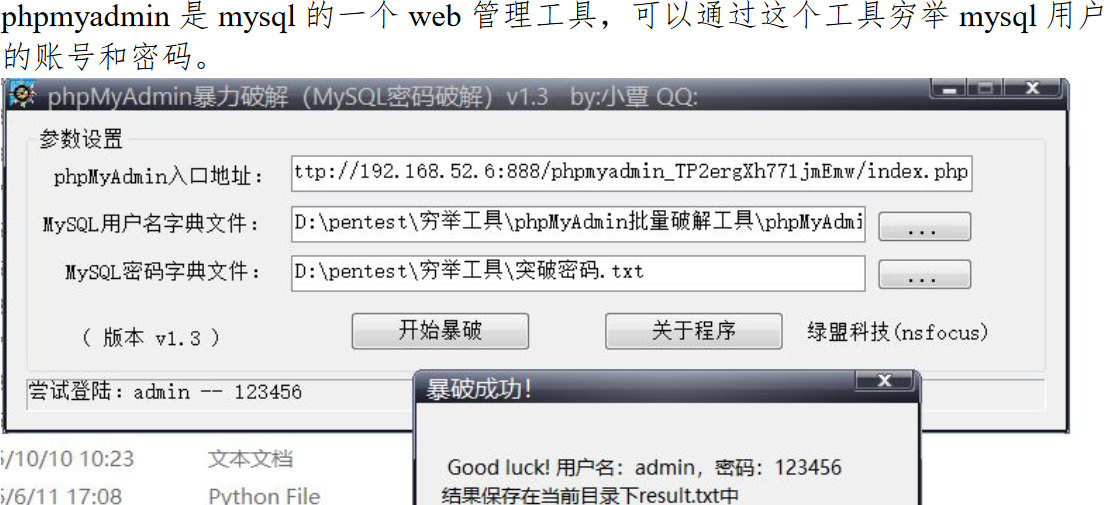 phpmyadmin 是 mysql 的一个 web 管理工具，可以通过这个工具穷举 mysql 用户
的账号和密码。
phpMyAdmin暴力破解（MySQL密码破解）v1.3 by:小覃 QQ:
参数设置
phpMyAdmin入口地址： ttp://192.168.52.6:888/phpmyadmin_TP2ergXh771jmEmw/index.php
MySQL用户名字典文件： D:\pentest\穷举工具\phpMyAdmin批量破解工具\phpMyAdmi ...
MySQL密码字典文件： D:\pentest\穷举工具\突破密码.txt ...
（ 版本 v1.3 ） 开始暴破 关于程序 绿盟科技(nsfocus)
尝试登陆：admin -- 123456
暴破成功!
5/10/10 10:23 文本文档
Good luck! 用户名：admin，密码：123456
5/6/11 17:08 Python File
结果保存在当前目录下result.txt中